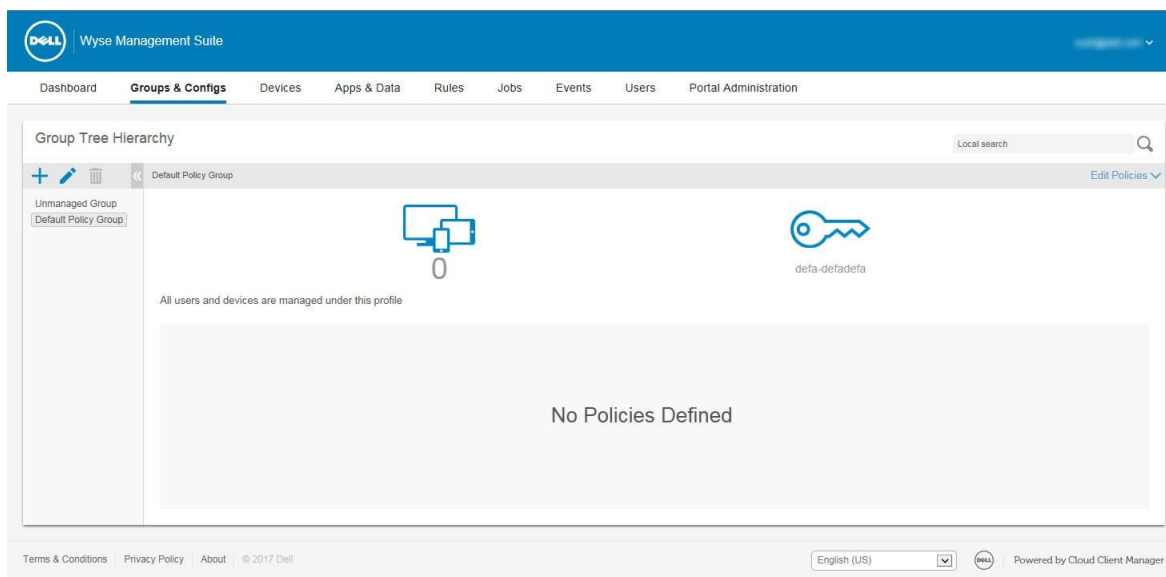 DELL Wyse Management Suite
Dashboard Groups & Configs Devices Apps & Data Rules Jobs Events Users Portal Administration
Group Tree Hierarchy
Local search
Default Policy Group
Edit Policies
Unmanaged Group
Default Policy Group
0
defa-defadefa
All users and devices are managed under this profile
No Policies Defined
Terms & Conditions Privacy Policy About © 2017 Dell English (US) DELL Powered by Cloud Client Manager